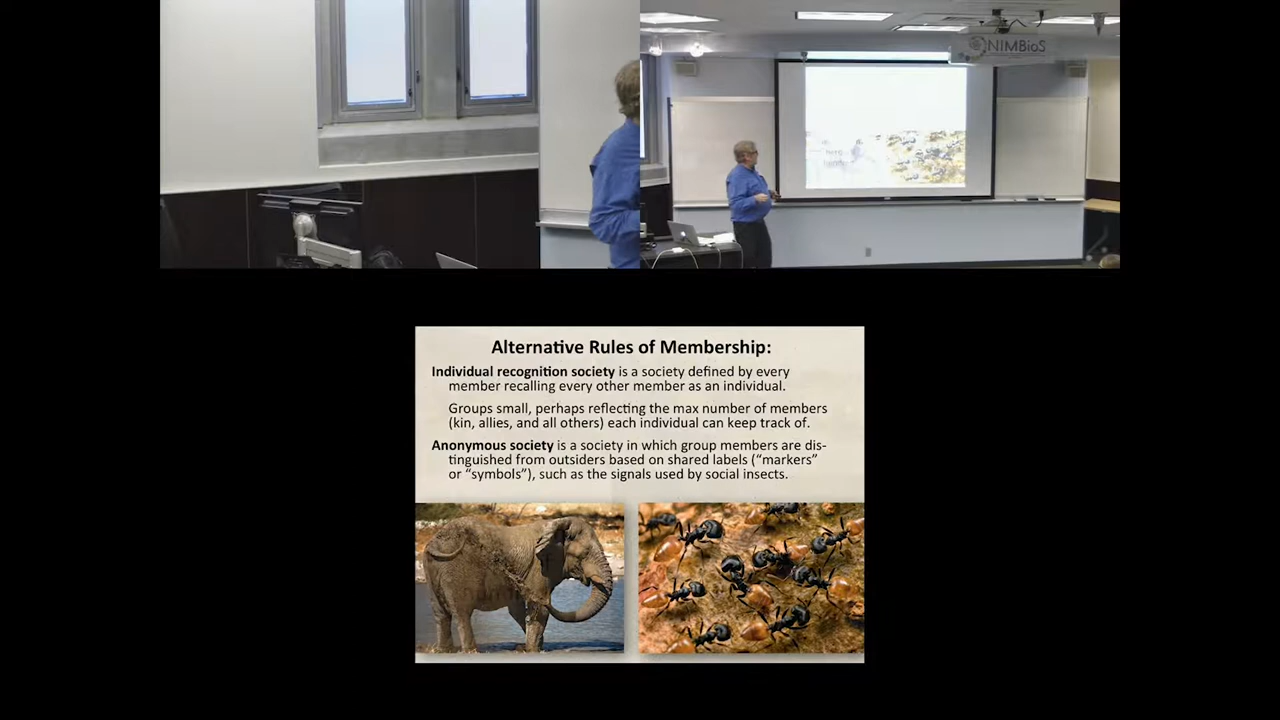 NIMBioS
Alternative Rules of Membership:
Individual recognition society is a society defined by every
member recalling every other member as an individual.
Groups small, perhaps reflecting the max number of members
(kin, allies, and all others) each individual can keep track of.
Anonymous society is a society in which group members are dis-
tinguished from outsiders based on shared labels (“markers”
or “symbols”), such as the signals used by social insects.